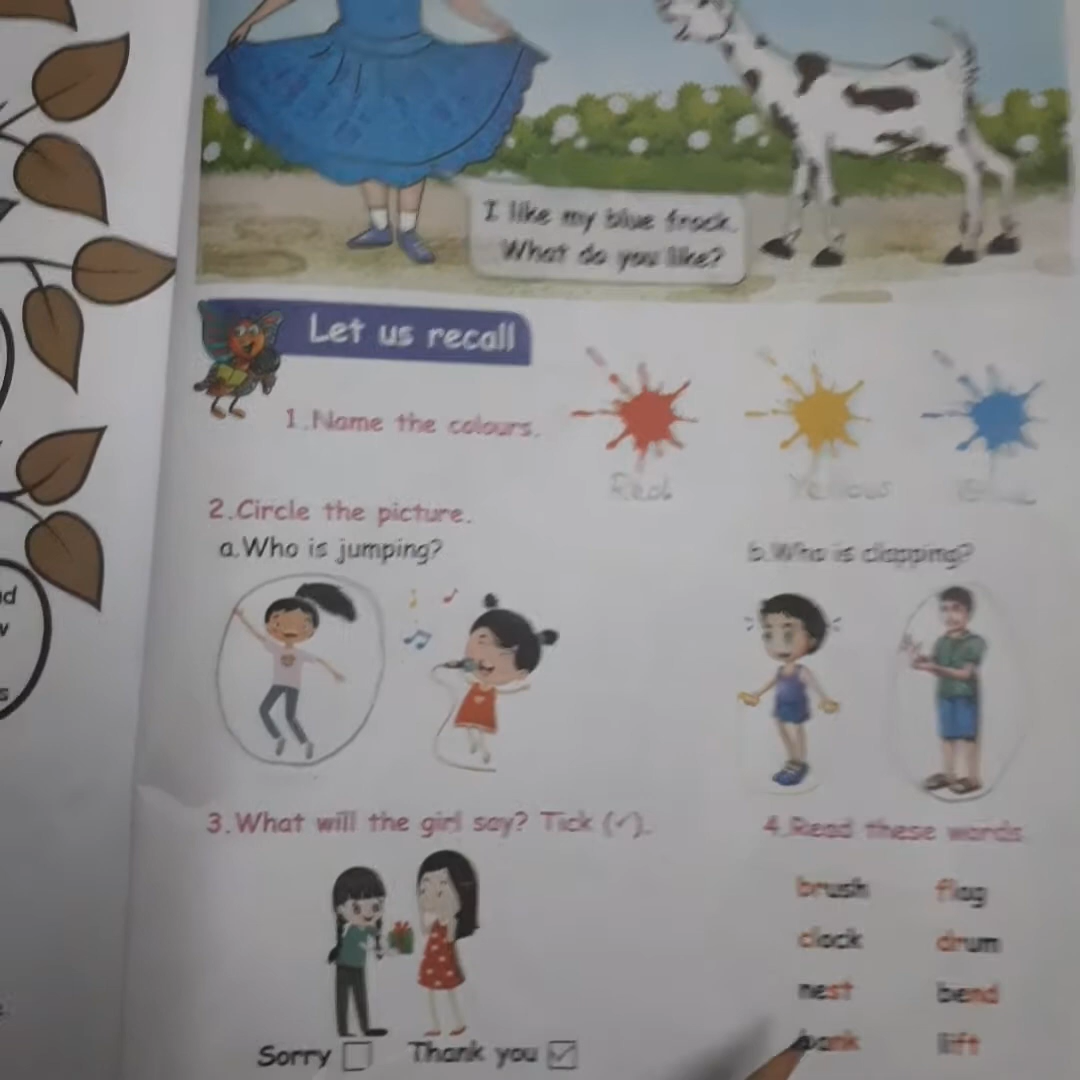 I like my blue frock.
What do you like?
Let us recall
1.Name the colours.
Red
2.Circle the picture.
a.Who is jumping?
b.Who is clapping?
3.What will the girl say? Tick (✓).
4.Read these words
brush flag
clock drum
nest bend
bank lift
Sorry
Thank you ✓